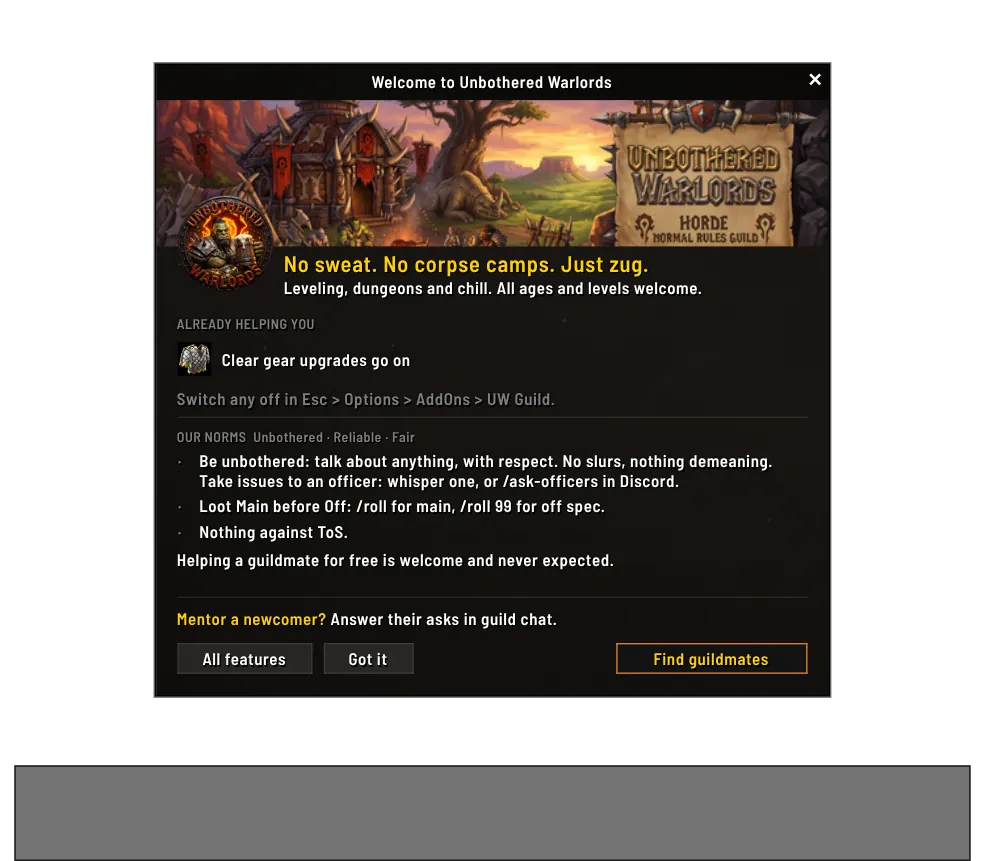 Welcome to Unbothered Warlords
UNBOTHERED
WARLORDS
HORDE
NORMAL RULES GUILD
UNBOTHERED
WARLORDS
No sweat. No corpse camps. Just zug.
Leveling, dungeons and chill. All ages and levels welcome.
ALREADY HELPING YOU
Clear gear upgrades go on
Switch any off in Esc > Options > AddOns > UW Guild.
OUR NORMS Unbothered · Reliable · Fair
· Be unbothered: talk about anything, with respect. No slurs, nothing demeaning.
Take issues to an officer: whisper one, or /ask-officers in Discord.
· Loot Main before Off: /roll for main, /roll 99 for off spec.
· Nothing against ToS.
Helping a guildmate for free is welcome and never expected.
Mentor a newcomer? Answer their asks in guild chat.
All features
Got it
Find guildmates